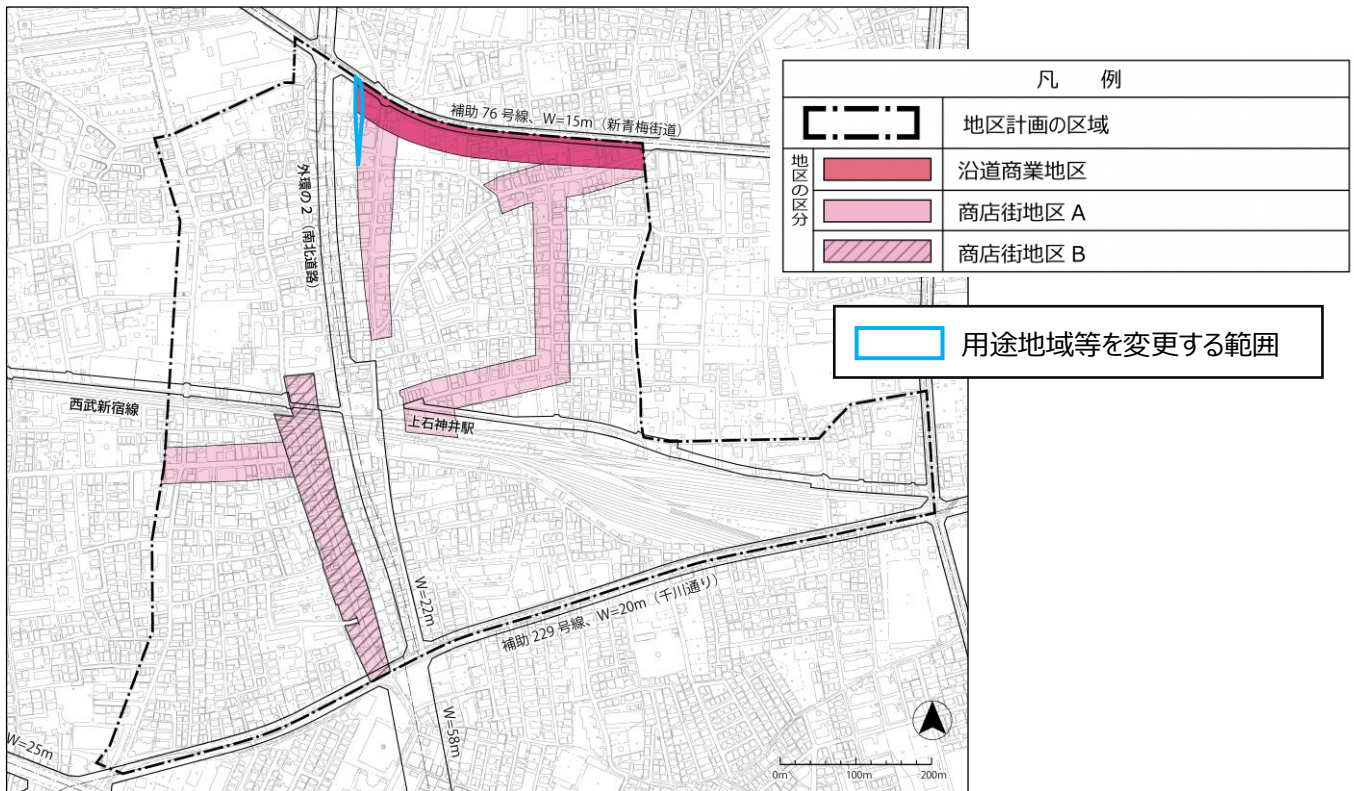 補助 76 号線、W=15m（新青梅街道）
外環の2（南北道路）
西武新宿線
上石神井駅
W=22m
補助 229 号線、W=20m（千川通り）
W=25m
W=58m
0m 100m 200m
凡 例
地区計画の区域
地区の区分
沿道商業地区
商店街地区 A
商店街地区 B
用途地域等を変更する範囲